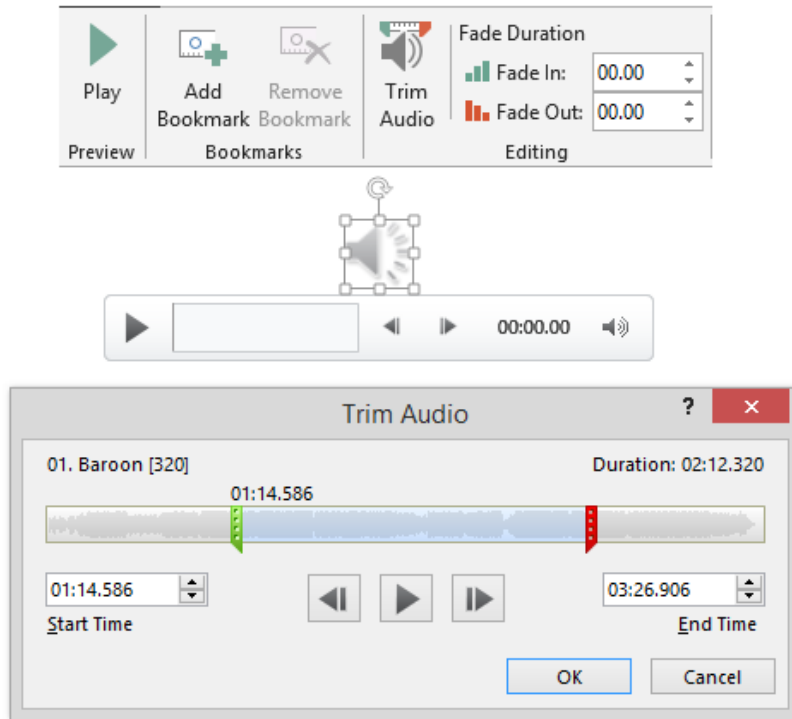 Play
Preview
Add
Bookmark
Remove
Bookmark
Bookmarks
Trim
Audio
Fade Duration
Fade In: 00.00
Fade Out: 00.00
Editing
00:00.00
Trim Audio ?
01. Baroon [320] Duration: 02:12.320
01:14.586
01:14.586 03:26.906
Start Time End Time
OK Cancel